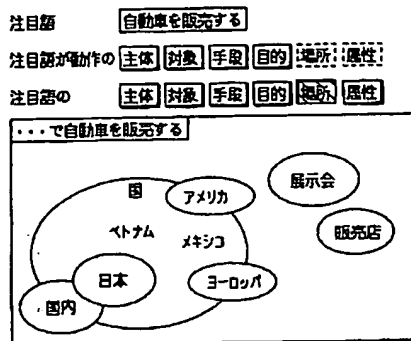 注目語 自動車を販売する
注目語が動作の 主体 対象 手段 目的 場所 属性
注目語の 主体 対象 手段 目的 場所 属性
・・・で自動車を販売する
国
アメリカ
展示会
ベトナム
メキシコ
販売店
日本
ヨーロッパ
国内